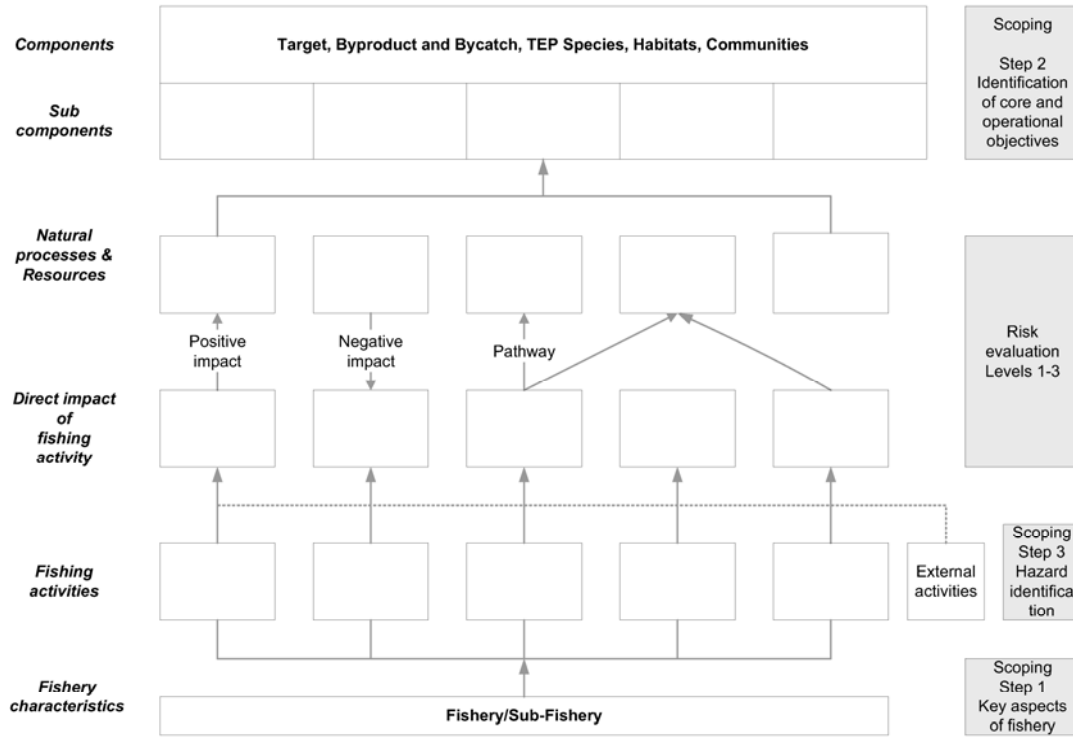 Components
Target, Byproduct and Bycatch, TEP Species, Habitats, Communities
Scoping
Step 2
Identification
of core and
operational
objectives
Sub
components
Natural
processes &
Resources
Positive
impact
Negative
impact
Pathway
Risk
evaluation
Levels 1-3
Direct impact
of
fishing
activity
Fishing
activities
External
activities
Scoping
Step 3
Hazard
identifica
tion
Fishery
characteristics
Fishery/Sub-Fishery
Scoping
Step 1
Key aspects
of fishery